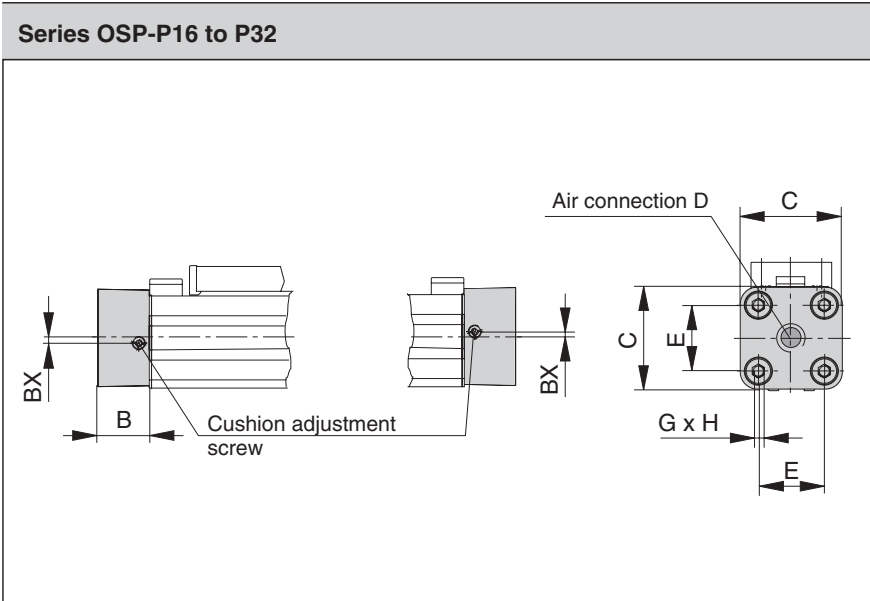 Series OSP-P16 to P32
Air connection D
C
C
E
BX
BX
B
Cushion adjustment
screw
G x H
E